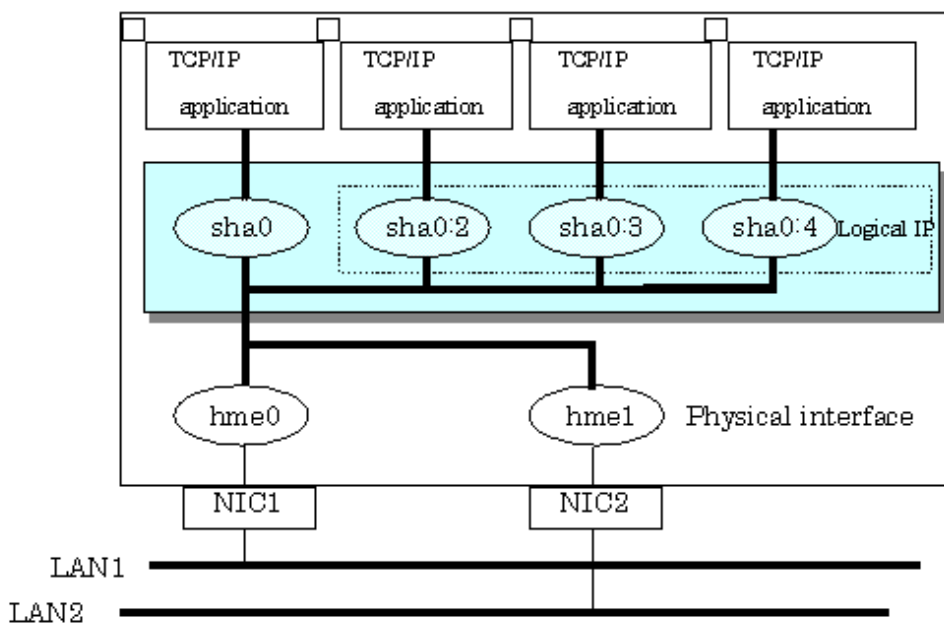 TCP/IP
application
TCP/IP
application
TCP/IP
application
TCP/IP
application
sha0
sha0:2
sha0:3
sha0:4
Logical IP
hme0
hme1
Physical interface
NIC1
NIC2
LAN1
LAN2